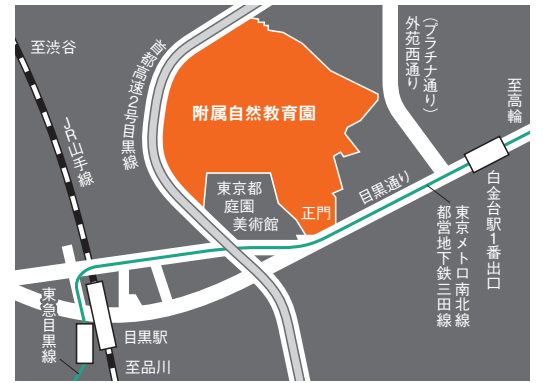 至渋谷
JR山手線
首都高速2号目黒線
附属自然教育園
(プラチナ通り)
外苑西通り
至高輪
東京都
庭園
美術館
正門
目黒通り
白金台駅1番出口
東京メトロ南北線
都営地下鉄三田線
東急目黒線
目黒駅
至品川